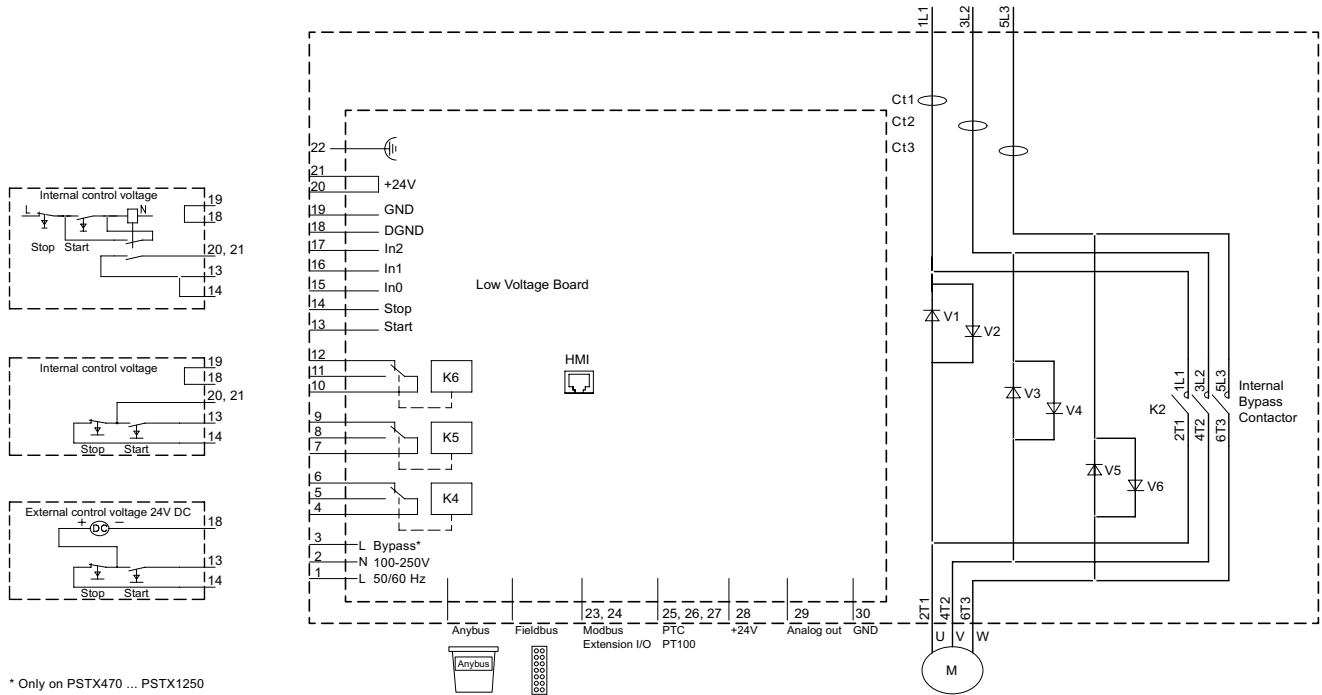 1L1
3L2
5L3
Ct1
Ct2
Ct3
22
21
20
+24V
19
GND
18
DGND
17
In2
16
In1
15
In0
14
Stop
13
Start
Low Voltage Board
HMI
12
11
10
K6
9
8
7
K5
6
5
4
K4
3
L Bypass*
2
N 100-250V
1
L 50/60 Hz
Internal control voltage
L
N
Stop
Start
19
18
20, 21
13
14
Internal control voltage
19
18
20, 21
13
14
Stop
Start
External control voltage 24V DC
+
DC
–
18
13
14
Stop
Start
V1
V2
V3
V4
V5
V6
K2
1L1
3L2
5L3
2T1
4T2
6T3
Internal
Bypass
Contactor
23, 24
25, 26, 27
28
29
30
Anybus
Fieldbus
Modbus
Extension I/O
PTC
PT100
+24V
Analog out
GND
Anybus
2T1
4T2
6T3
U
V
W
M
* Only on PSTX470 ... PSTX1250